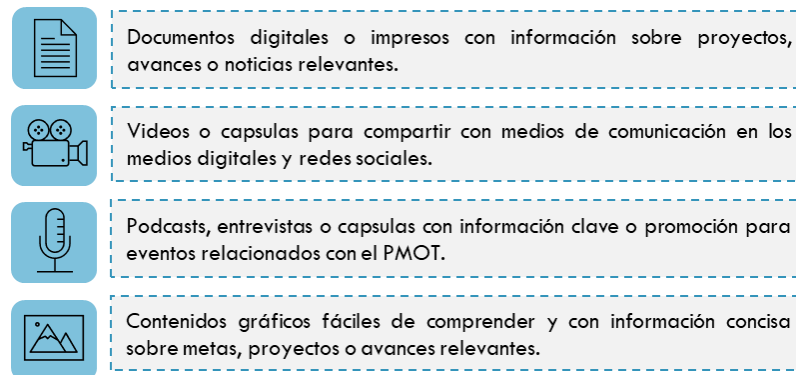 Documentos digitales o impresos con información sobre proyectos,
avances o noticias relevantes.
Videos o capsulas para compartir con medios de comunicación en los
medios digitales y redes sociales.
Podcasts, entrevistas o capsulas con información clave o promoción para
eventos relacionados con el PMOT.
Contenidos gráficos fáciles de comprender y con información concisa
sobre metas, proyectos o avances relevantes.